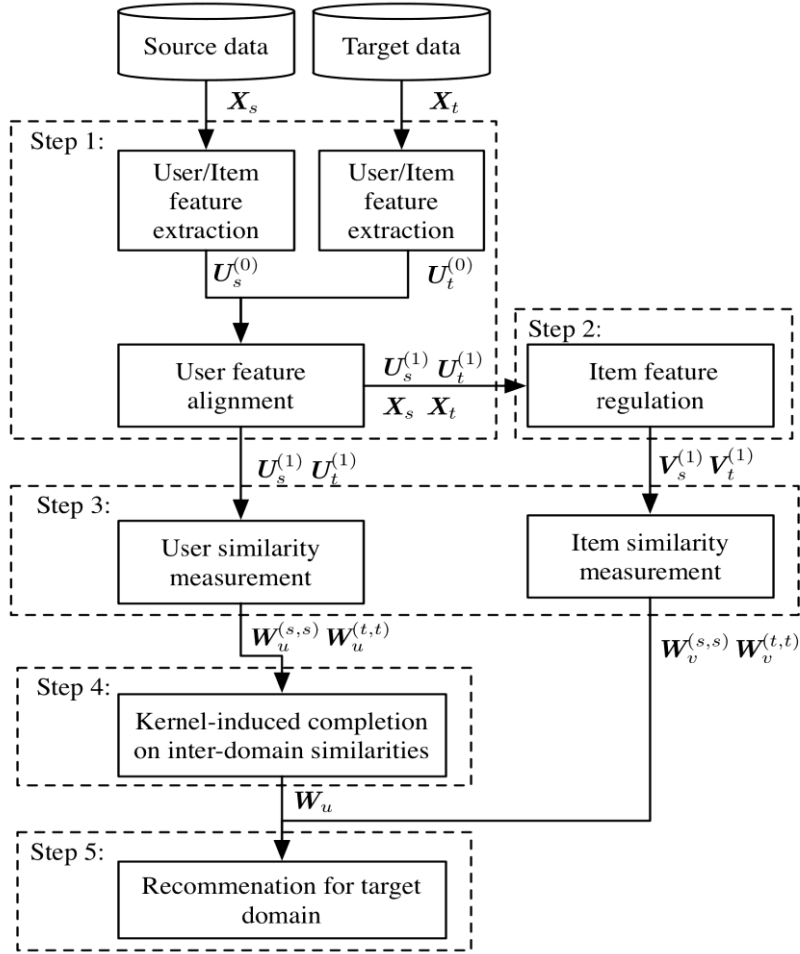 Source data
Target data
X_s
X_t
Step 1:
User/Item
feature
extraction
User/Item
feature
extraction
U_s^(0)
U_t^(0)
Step 2:
User feature
alignment
U_s^(1) U_t^(1)
X_s X_t
Item feature
regulation
U_s^(1) U_t^(1)
V_s^(1) V_t^(1)
Step 3:
User similarity
measurement
Item similarity
measurement
W_u^(s,s) W_u^(t,t)
W_v^(s,s) W_v^(t,t)
Step 4:
Kernel-induced completion
on inter-domain similarities
W_u
Step 5:
Recommenation for target
domain